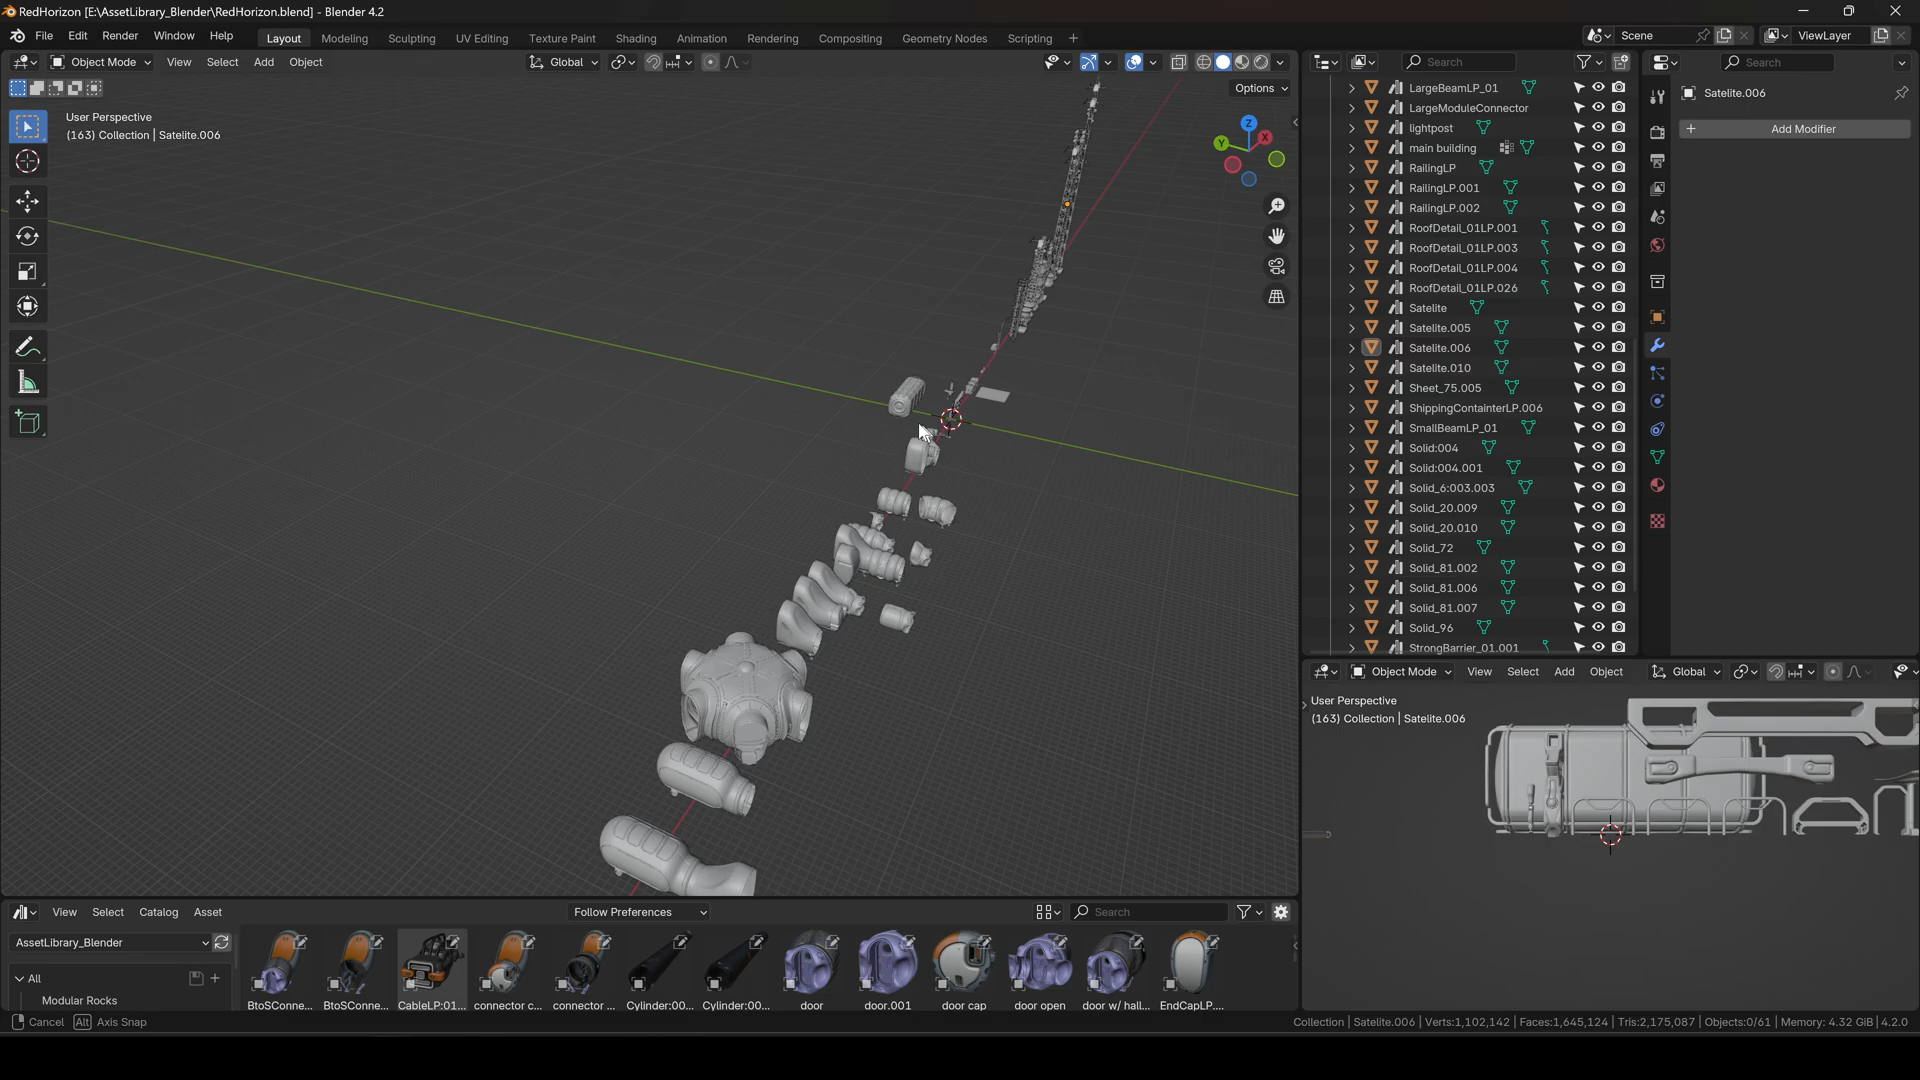 RedHorizon [E:\AssetLibrary_Blender\RedHorizon.blend] - Blender 4.2
File Edit Render Window Help
Layout Modeling Sculpting UV Editing Texture Paint Shading Animation Rendering Compositing Geometry Nodes Scripting +
Scene
ViewLayer
Object Mode View Select Add Object
Global
Search
Search
Options
User Perspective
(163) Collection | Satelite.006
Z
Y
X
LargeBeamLP_01
LargeModuleConnector
lightpost
main building
RailingLP
RailingLP.001
RailingLP.002
RoofDetail_01LP.001
RoofDetail_01LP.003
RoofDetail_01LP.004
RoofDetail_01LP.026
Satelite
Satelite.005
Satelite.006
Satelite.010
Sheet_75.005
ShippingContainterLP.006
SmallBeamLP_01
Solid:004
Solid:004.001
Solid_6:003.003
Solid_20.009
Solid_20.010
Solid_72
Solid_81.002
Solid_81.006
Solid_81.007
Solid_96
StrongBarrier_01.001
Satelite.006
+ Add Modifier
Object Mode View Select Add Object
Global
User Perspective
(163) Collection | Satelite.006
View Select Catalog Asset
Follow Preferences
Search
AssetLibrary_Blender
All
Modular Rocks
BtoSConne...
BtoSConne...
CableLP:01...
connector c...
connector ...
Cylinder:00...
Cylinder:00...
door
door.001
door cap
door open
door w/ hall...
EndCapLP....
Cancel Alt Axis Snap
Collection | Satelite.006 | Verts:1,102,142 | Faces:1,645,124 | Tris:2,175,087 | Objects:0/61 | Memory: 4.32 GiB | 4.2.0